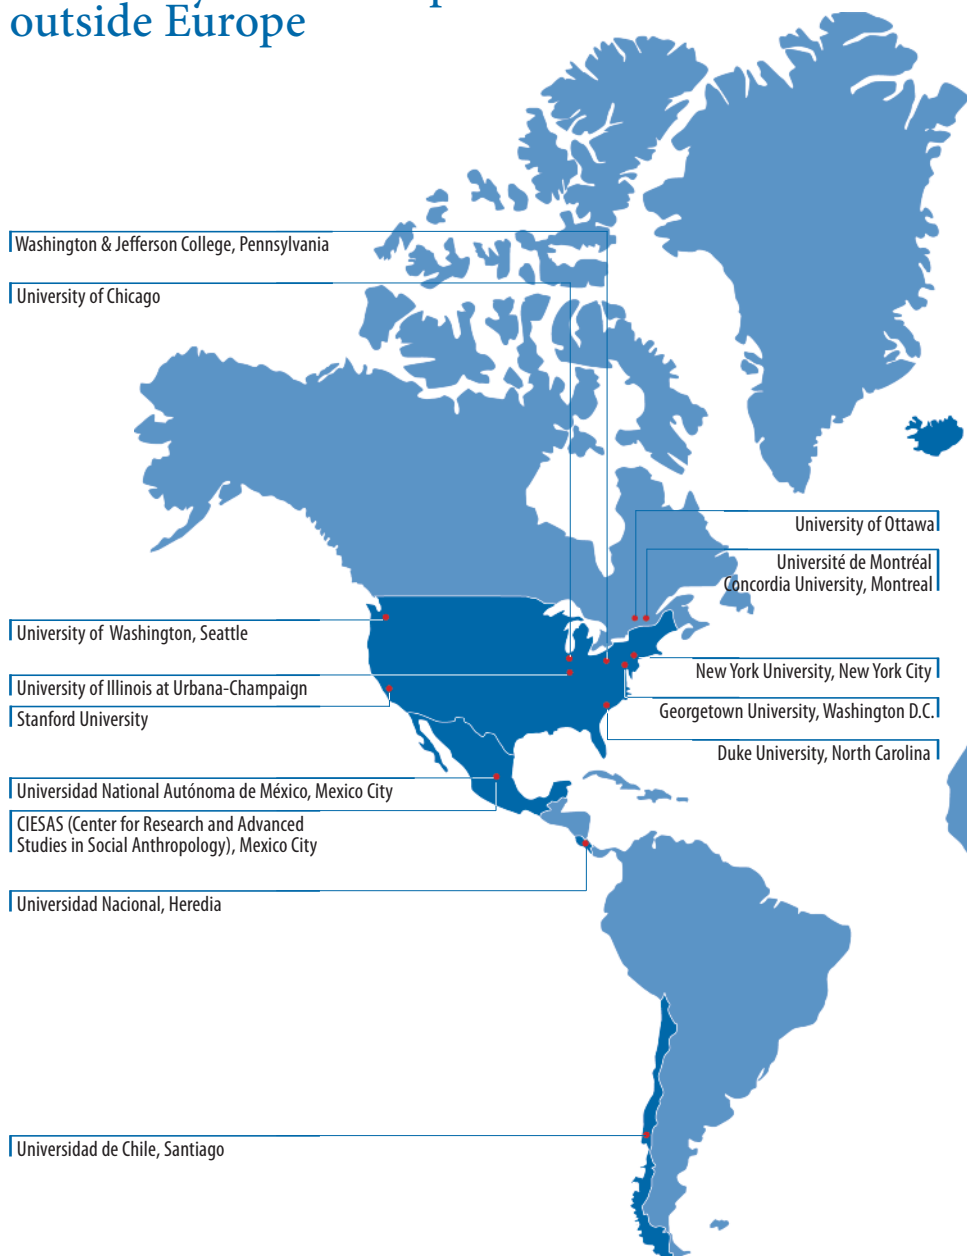 outside Europe
Washington & Jefferson College, Pennsylvania
University of Chicago
University of Ottawa
Université de Montréal
Concordia University, Montreal
University of Washington, Seattle
New York University, New York City
University of Illinois at Urbana-Champaign
Georgetown University, Washington D.C.
Stanford University
Duke University, North Carolina
Universidad National Autónoma de México, Mexico City
CIESAS (Center for Research and Advanced
Studies in Social Anthropology), Mexico City
Universidad Nacional, Heredia
Universidad de Chile, Santiago